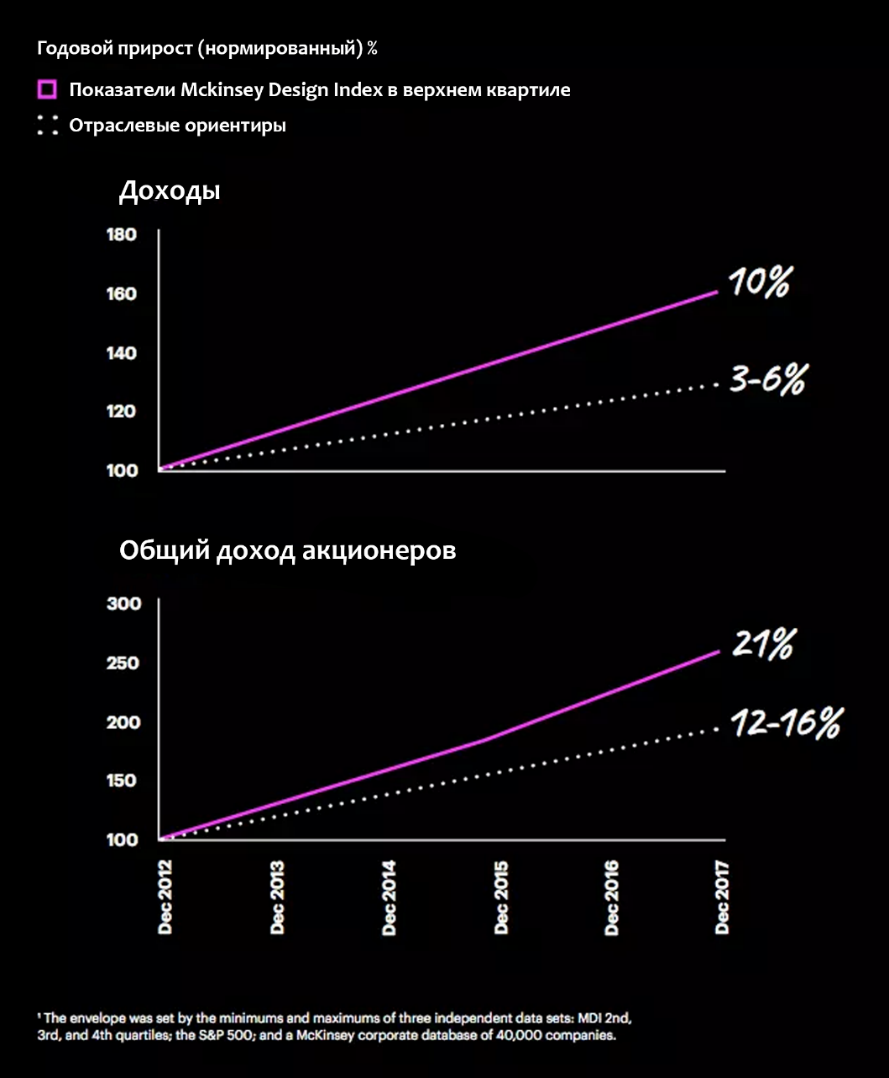 Годовой прирост (нормированный) %
Показатели Mckinsey Design Index в верхнем квартиле
Отраслевые ориентиры
Доходы
180
160
140
120
100
10%
3-6%
Общий доход акционеров
300
250
200
150
100
21%
12-16%
Dec 2012
Dec 2013
Dec 2014
Dec 2015
Dec 2016
Dec 2017
¹ The envelope was set by the minimums and maximums of three independent data sets: MDI 2nd,
3rd, and 4th quartiles; the S&P 500; and a McKinsey corporate database of 40,000 companies.